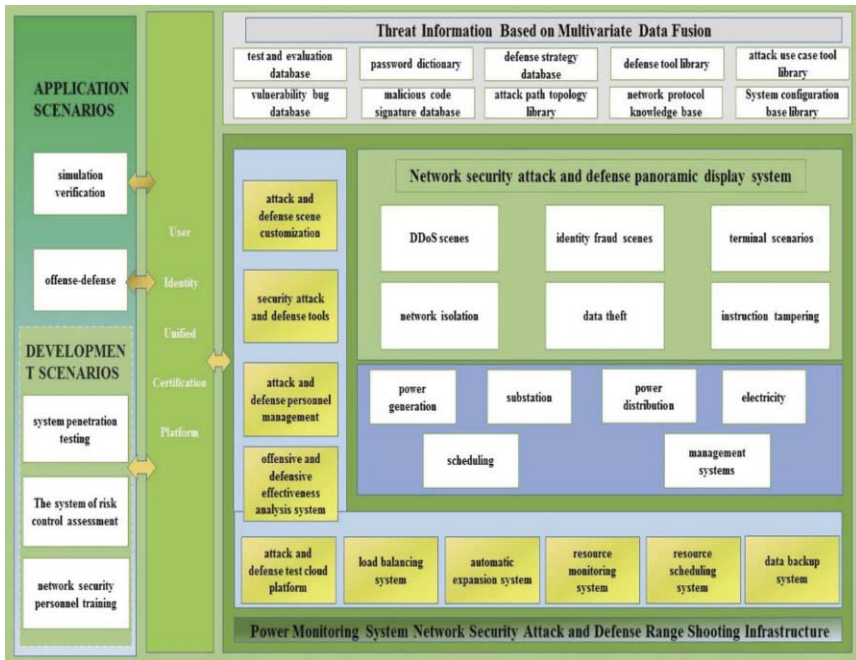 APPLICATION
SCENARIOS
simulation
verification
offense-defense
DEVELOPMEN
T SCENARIOS
system penetration
testing
The system of risk
control assessment
network security
personnel training
User
Identity
Unified
Certification
Platform
Threat Information Based on Multivariate Data Fusion
test and evaluation
database
password dictionary
defense strategy
database
defense tool library
attack use case tool
library
vulnerability bug
database
malicious code
signature database
attack path topology
library
network protocol
knowledge base
System configuration
base library
attack and
defense scene
customization
security attack
and defense tools
attack and
defense personnel
management
offensive and
defensive
effectiveness
analysis system
Network security attack and defense panoramic display system
DDoS scenes
identity fraud scenes
terminal scenarios
network isolation
data theft
instruction tampering
power
generation
substation
power
distribution
electricity
scheduling
management
systems
attack and
defense test cloud
platform
load balancing
system
automatic
expansion system
resource
monitoring
system
resource
scheduling
system
data backup
system
Power Monitoring System Network Security Attack and Defense Range Shooting Infrastructure